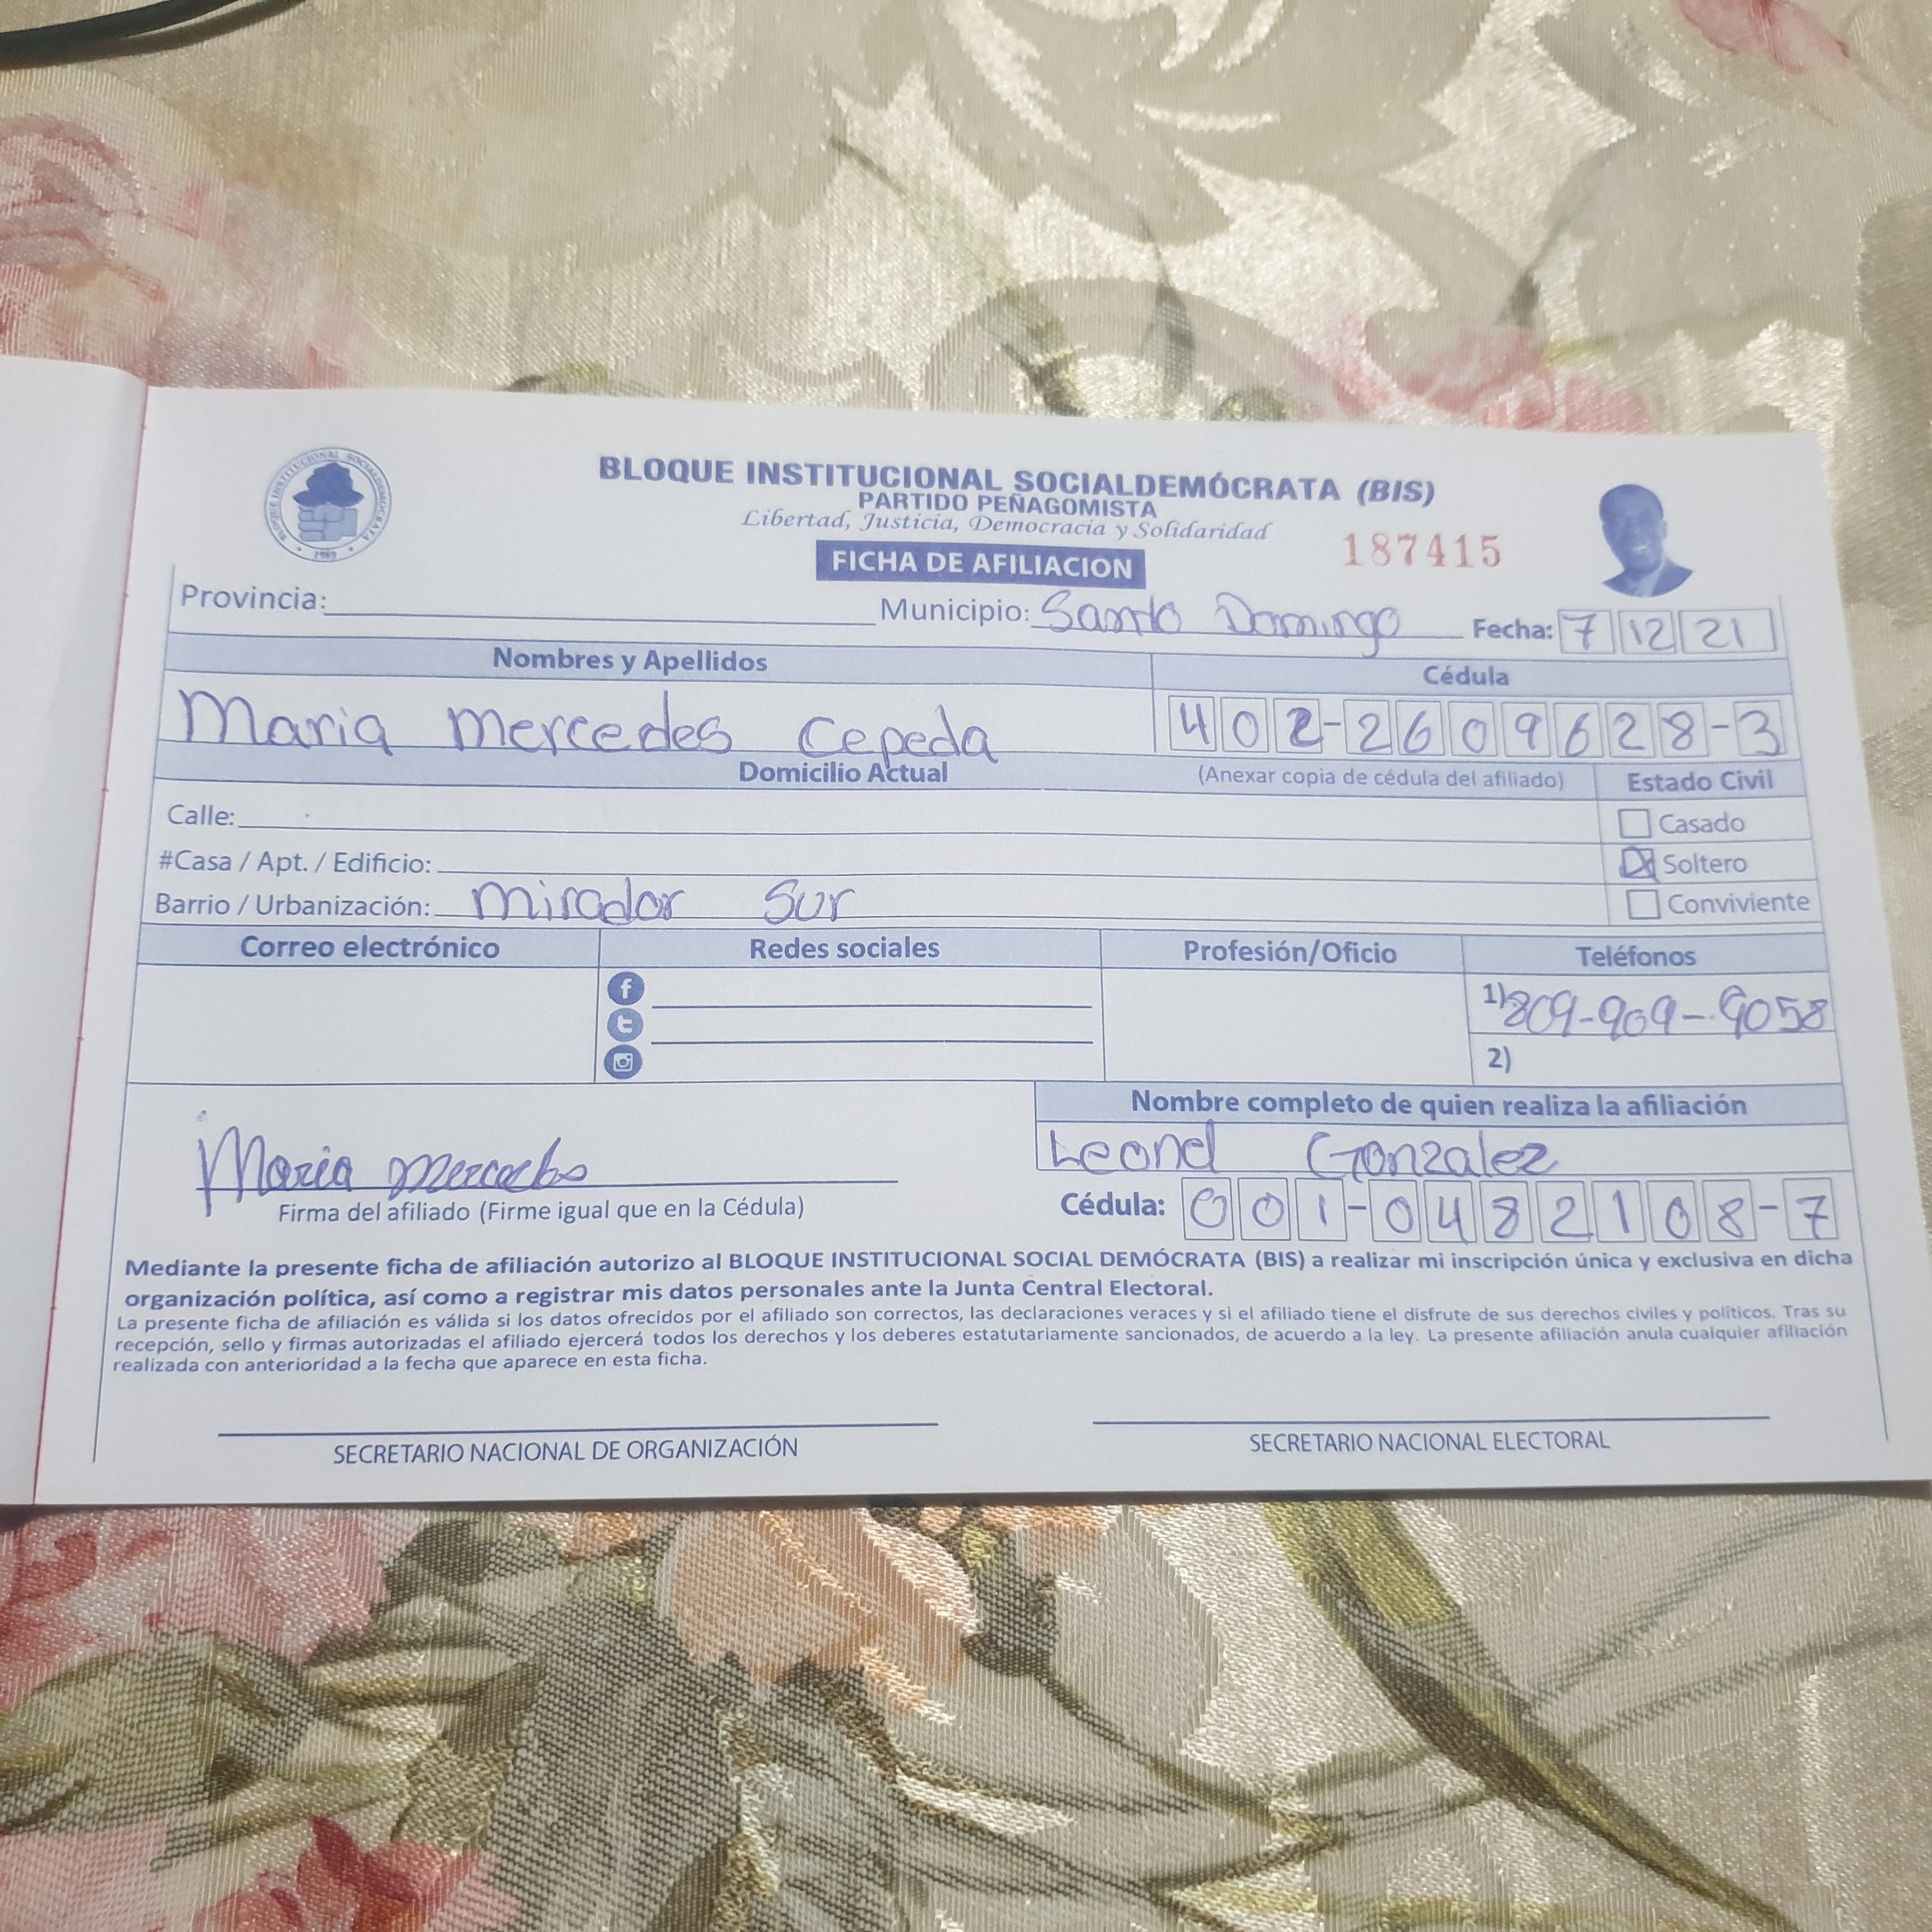 BLOQUE INSTITUCIONAL SOCIALDEMÓCRATA
1989
BLOQUE INSTITUCIONAL SOCIALDEMÓCRATA (BIS)
PARTIDO PEÑAGOMISTA
Libertad, Justicia, Democracia y Solidaridad
187415
FICHA DE AFILIACION
Provincia: Municipio: Santo Domingo Fecha: 7 12 21
Nombres y Apellidos Cédula
Maria Mercedes Cepeda 402-2609628-3
Domicilio Actual (Anexar copia de cédula del afiliado) Estado Civil
Calle: Casado
#Casa / Apt. / Edificio: Soltero
Barrio / Urbanización: Mirador Sur Conviviente
Correo electrónico Redes sociales Profesión/Oficio Teléfonos
1) 809-909-9058
2)
Nombre completo de quien realiza la afiliación
Leonel Gonzalez
Maria Mercedes
Firma del afiliado (Firme igual que en la Cédula) Cédula: 001-0482108-7
Mediante la presente ficha de afiliación autorizo al BLOQUE INSTITUCIONAL SOCIAL DEMÓCRATA (BIS) a realizar mi inscripción única y exclusiva en dicha
organización política, así como a registrar mis datos personales ante la Junta Central Electoral.
La presente ficha de afiliación es válida si los datos ofrecidos por el afiliado son correctos, las declaraciones veraces y si el afiliado tiene el disfrute de sus derechos civiles y políticos. Tras su
recepción, sello y firmas autorizadas el afiliado ejercerá todos los derechos y los deberes estatutariamente sancionados, de acuerdo a la ley. La presente afiliación anula cualquier afiliación
realizada con anterioridad a la fecha que aparece en esta ficha.
SECRETARIO NACIONAL DE ORGANIZACIÓN SECRETARIO NACIONAL ELECTORAL